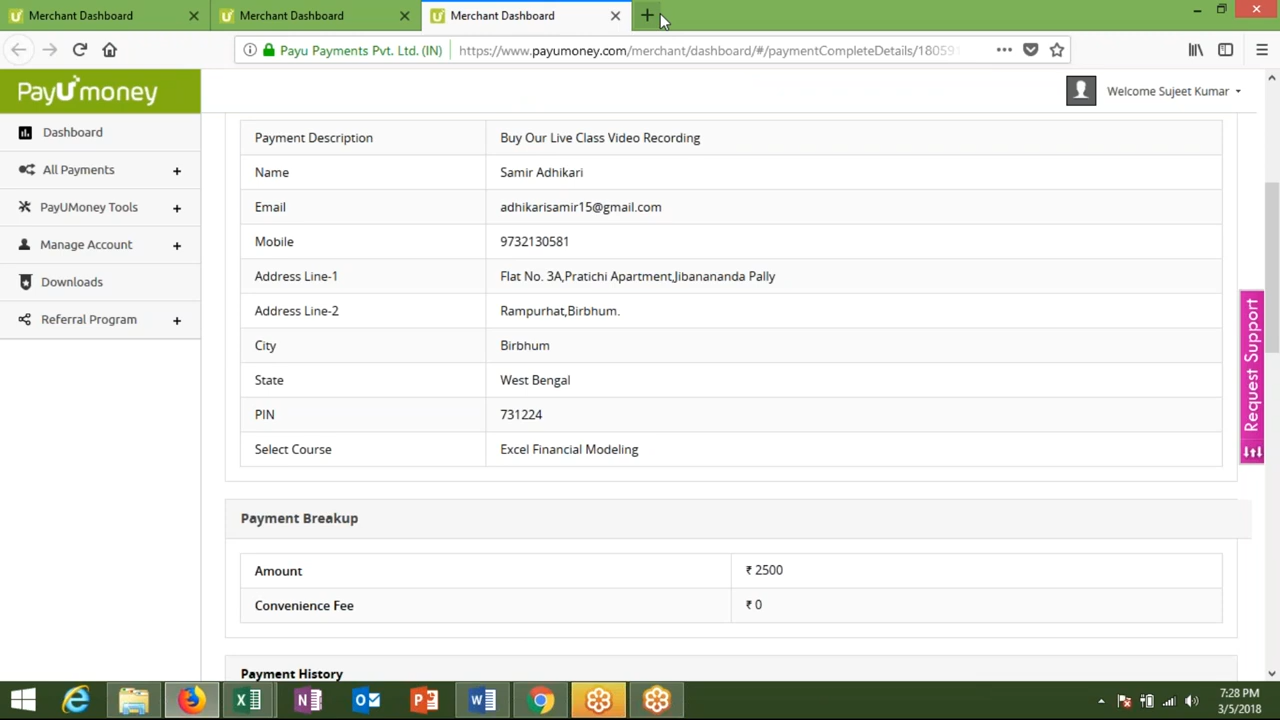 Merchant Dashboard
Merchant Dashboard
Merchant Dashboard
Payu Payments Pvt. Ltd. (IN)
https://www.payumoney.com/merchant/dashboard/#/paymentCompleteDetails/18059
PayUmoney
Welcome Sujeet Kumar
Dashboard
All Payments +
PayUMoney Tools +
Manage Account +
Downloads
Referral Program +
Payment Description Buy Our Live Class Video Recording
Name Samir Adhikari
Email adhikarisamir15@gmail.com
Mobile 9732130581
Address Line-1 Flat No. 3A,Pratichi Apartment,Jibanananda Pally
Address Line-2 Rampurhat,Birbhum.
City Birbhum
State West Bengal
PIN 731224
Select Course Excel Financial Modeling
Request Support
Payment Breakup
Amount ₹ 2500
Convenience Fee ₹ 0
Payment History
7:28 PM
3/5/2018